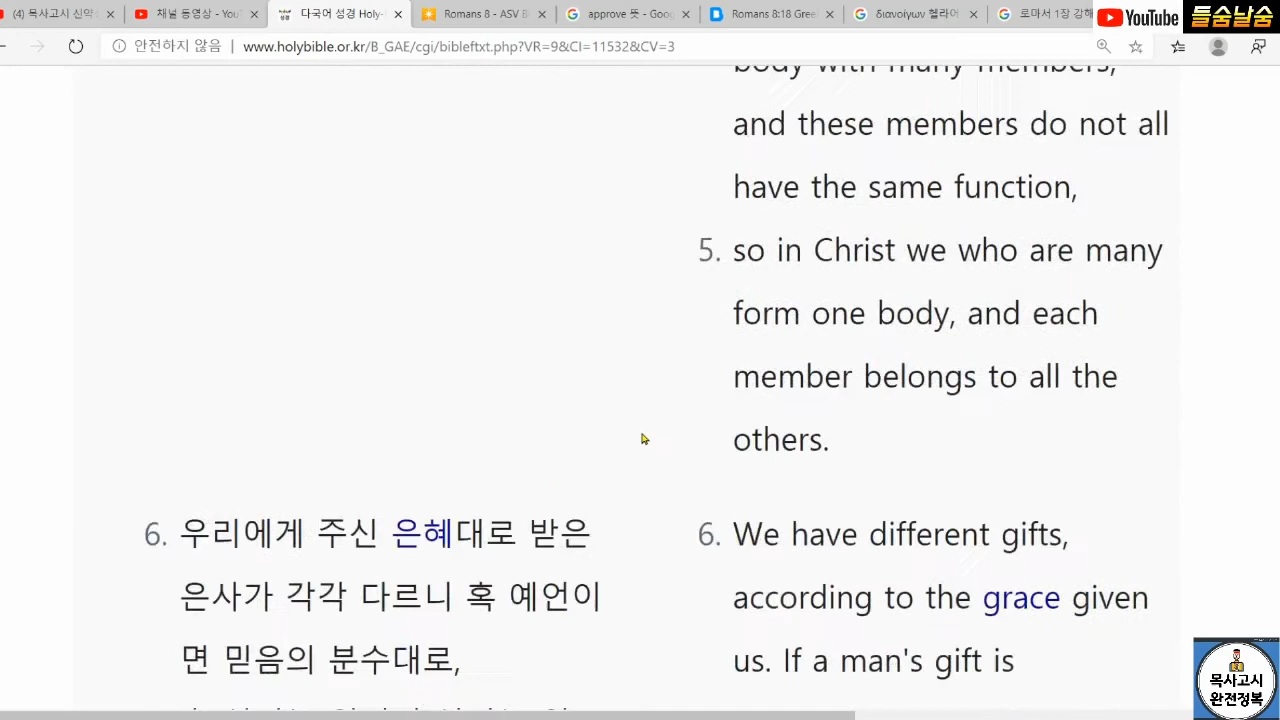 (4) 목사고시 신약
채널 동영상 - YouT
다국어 성경 Holy-
Romans 8
approve 뜻 - Goo
Romans 8:1 Gree
διανοίγων 헬라어
로마서 1장 강해
YouTube
들숨날숨
안전하지 않음 | www.holybible.or.kr/B_GAE/cgi/bibleftxt.php?VR=9&CI=11532&CV=3
body with many members,
and these members do not all
have the same function,
5. so in Christ we who are many
form one body, and each
member belongs to all the
others.
6. 우리에게 주신 은혜대로 받은
은사가 각각 다르니 혹 예언이
면 믿음의 분수대로,
6. We have different gifts,
according to the grace given
us. If a man's gift is
목사고시
완전정복